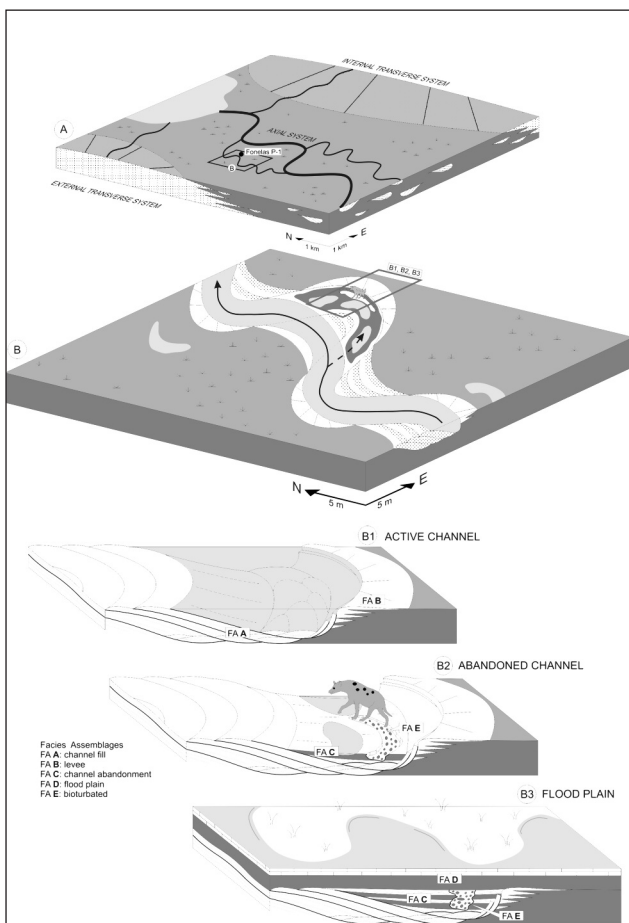 INTERNAL TRANSVERSE SYSTEM
A
AXIAL SYSTEM
Fonelas P-1
B
EXTERNAL TRANSVERSE SYSTEM
N
E
1 km
1 km
B1, B2, B3
B
N
E
5 m
5 m
B1 ACTIVE CHANNEL
FA B
FA A
B2 ABANDONED CHANNEL
FA E
FA C
Facies Assemblages
FA A: channel fill
FA B: levee
FA C: channel abandonment
FA D: flood plain
FA E: bioturbated
B3 FLOOD PLAIN
FA D
FA C
FA E